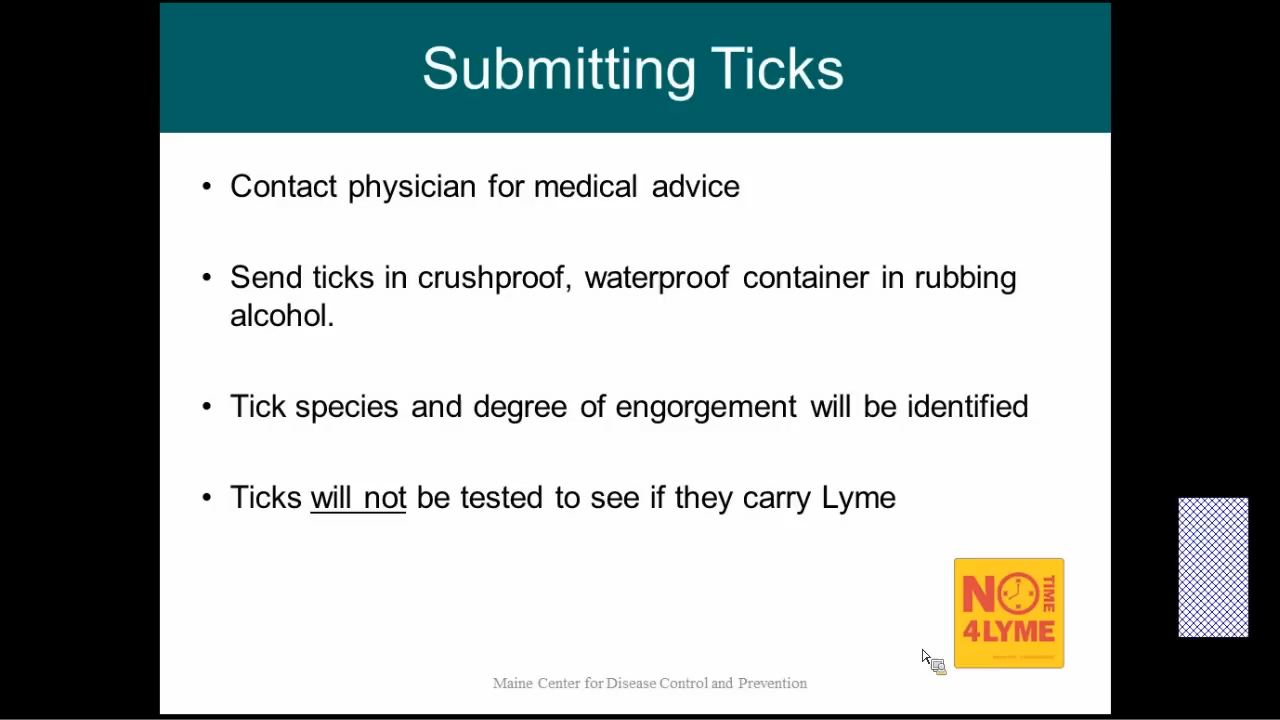 Submitting Ticks
• Contact physician for medical advice
• Send ticks in crushproof, waterproof container in rubbing
alcohol.
• Tick species and degree of engorgement will be identified
• Ticks will not be tested to see if they carry Lyme
NO TIME
4LYME
Maine Center for Disease Control and Prevention